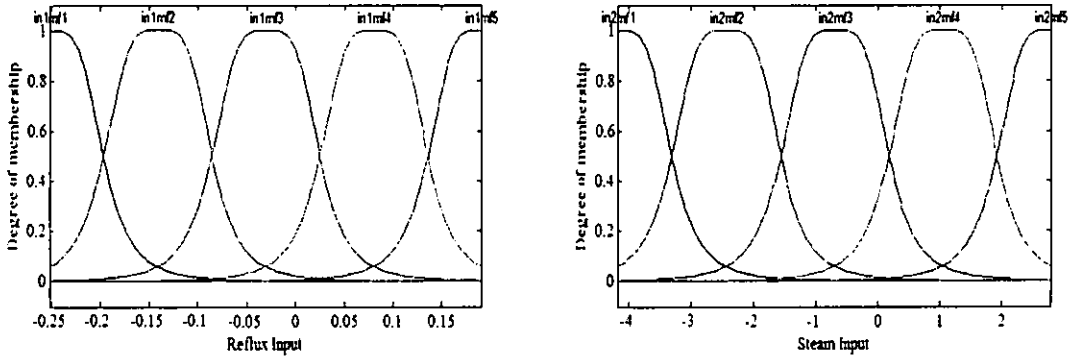 in1mf1 in1mf2 in1mf3 in1mf4 in1mf5
1
0.8
0.6
0.4
0.2
0
Degree of membership
-0.25 -0.2 -0.15 -0.1 -0.05 0 0.05 0.1 0.15
Reflux Input
in2mf1 in2mf2 in2mf3 in2mf4 in2mf5
1
0.8
0.6
0.4
0.2
0
Degree of membership
-4 -3 -2 -1 0 1 2
Steam Input